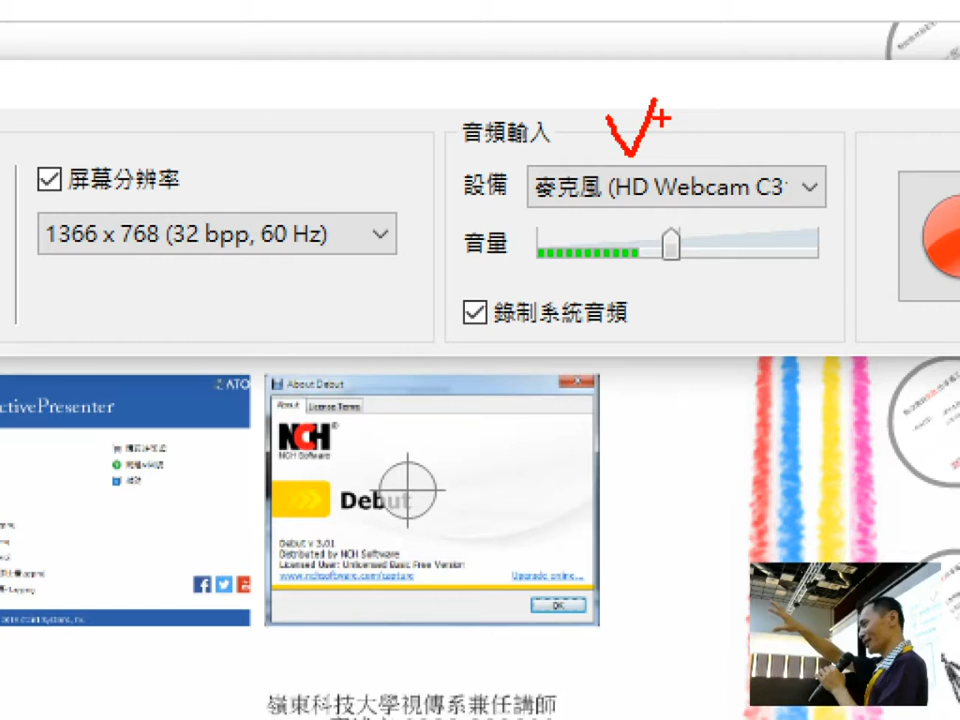 音頻輸入
屏幕分辨率
設備 麥克風 (HD Webcam C3
1366 x 768 (32 bpp, 60 Hz)
音量
錄制系統音頻
ATO
ctivePresenter
About Debut
About License Terms
NCH
NCH Software
Debut
Debut v 3.01
Distributed by NCH Software
Licensed User: Unlicensed Basic Free Version
www.nchsoftware.com/capture Upgrade online...
OK
嶺東科技大學視傳系兼任講師